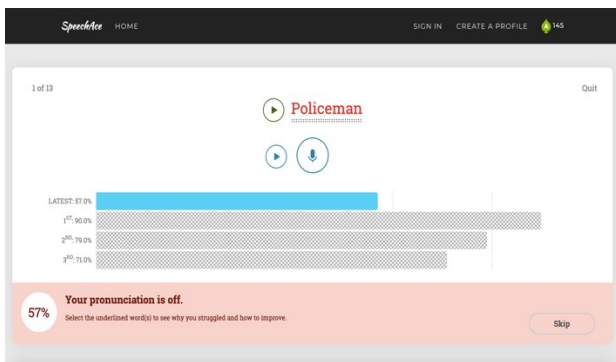 SpeechAce HOME SIGN IN CREATE A PROFILE 145
1 of 13 Quit
Policeman
LATEST: 57.0%
1ST: 90.0%
2ND: 79.0%
3RD: 71.0%
57%
Your pronunciation is off.
Select the underlined word(s) to see why you struggled and how to improve.
Skip